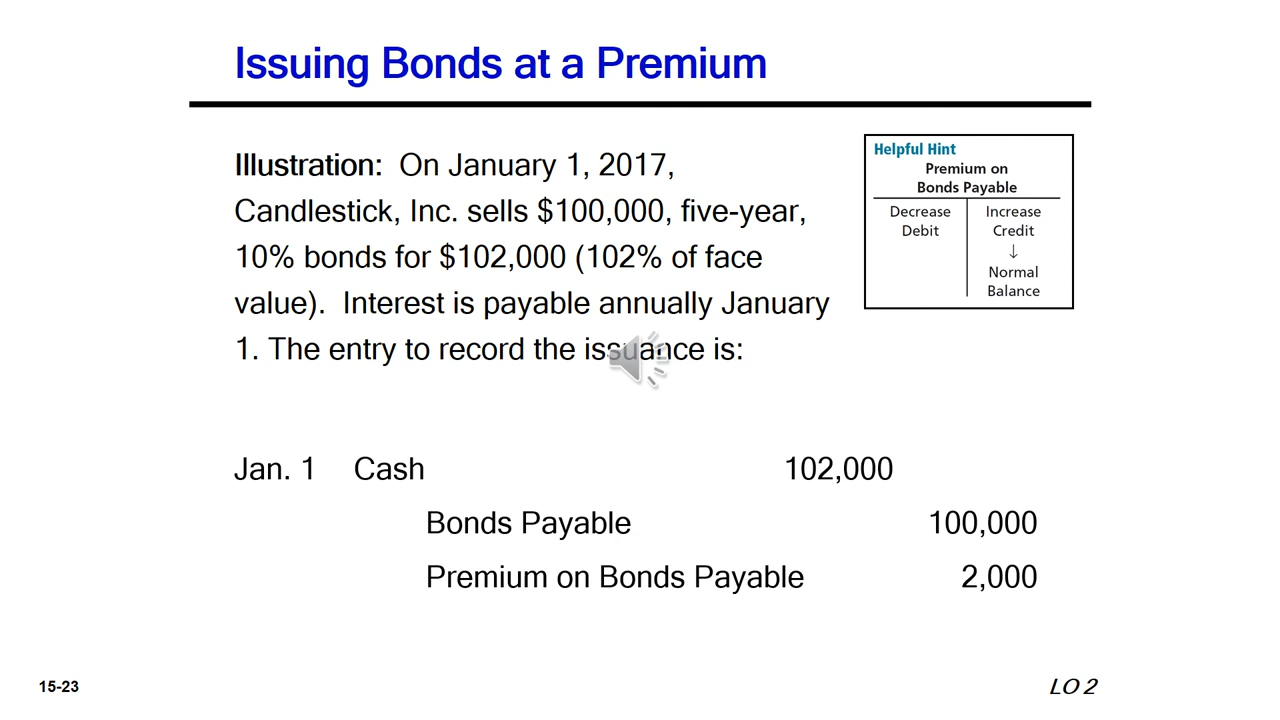 Issuing Bonds at a Premium
Illustration: On January 1, 2017,
Candlestick, Inc. sells $100,000, five-year,
10% bonds for $102,000 (102% of face
value). Interest is payable annually January
1. The entry to record the issuance is:
Helpful Hint
Premium on
Bonds Payable
Decrease Increase
Debit Credit
↓
Normal
Balance
Jan. 1 Cash 102,000
Bonds Payable 100,000
Premium on Bonds Payable 2,000
15-23 LO 2